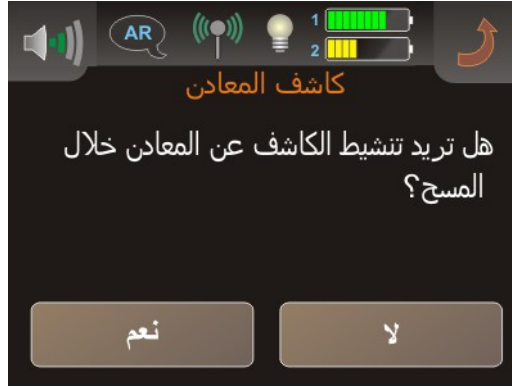 AR
1
2
كاشف المعادن
هل تريد تنشيط الكاشف عن المعادن خلال
المسح؟
لا
نعم